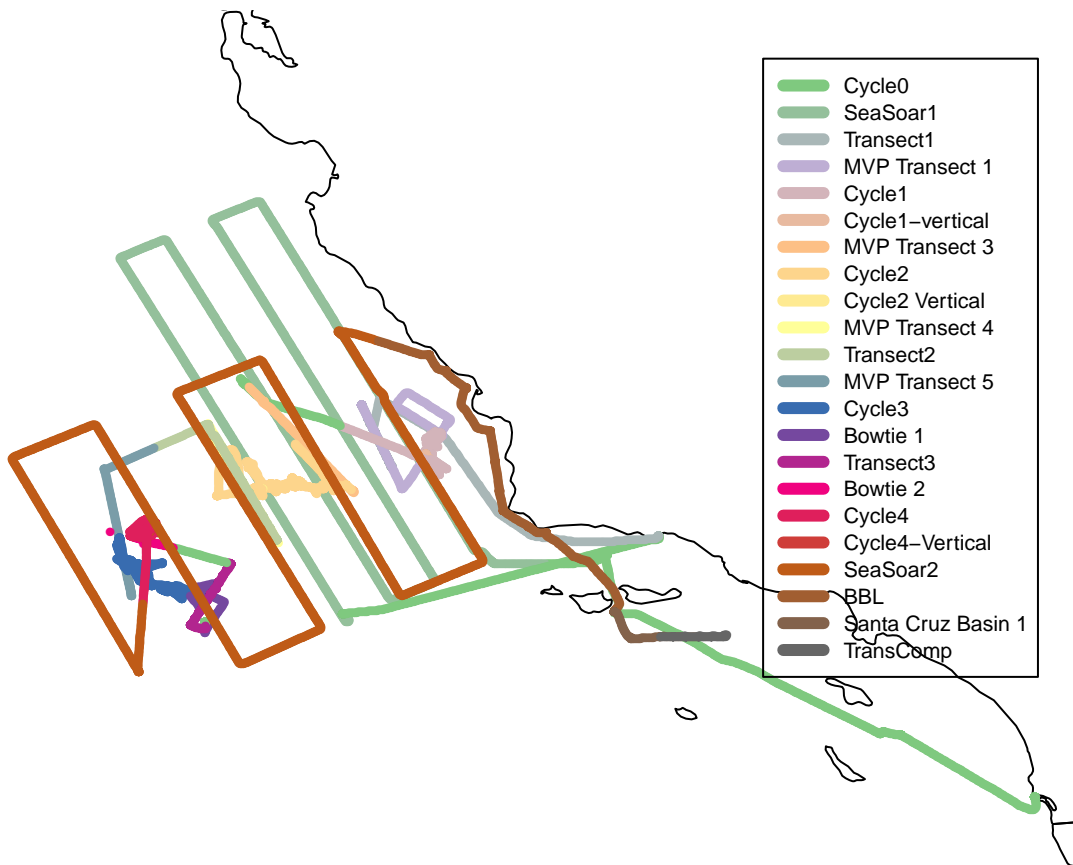 Cycle0
SeaSoar1
Transect1
MVP Transect 1
Cycle1
Cycle1−vertical
MVP Transect 3
Cycle2
Cycle2 Vertical
MVP Transect 4
Transect2
MVP Transect 5
Cycle3
Bowtie 1
Transect3
Bowtie 2
Cycle4
Cycle4−Vertical
SeaSoar2
BBL
Santa Cruz Basin 1
TransComp